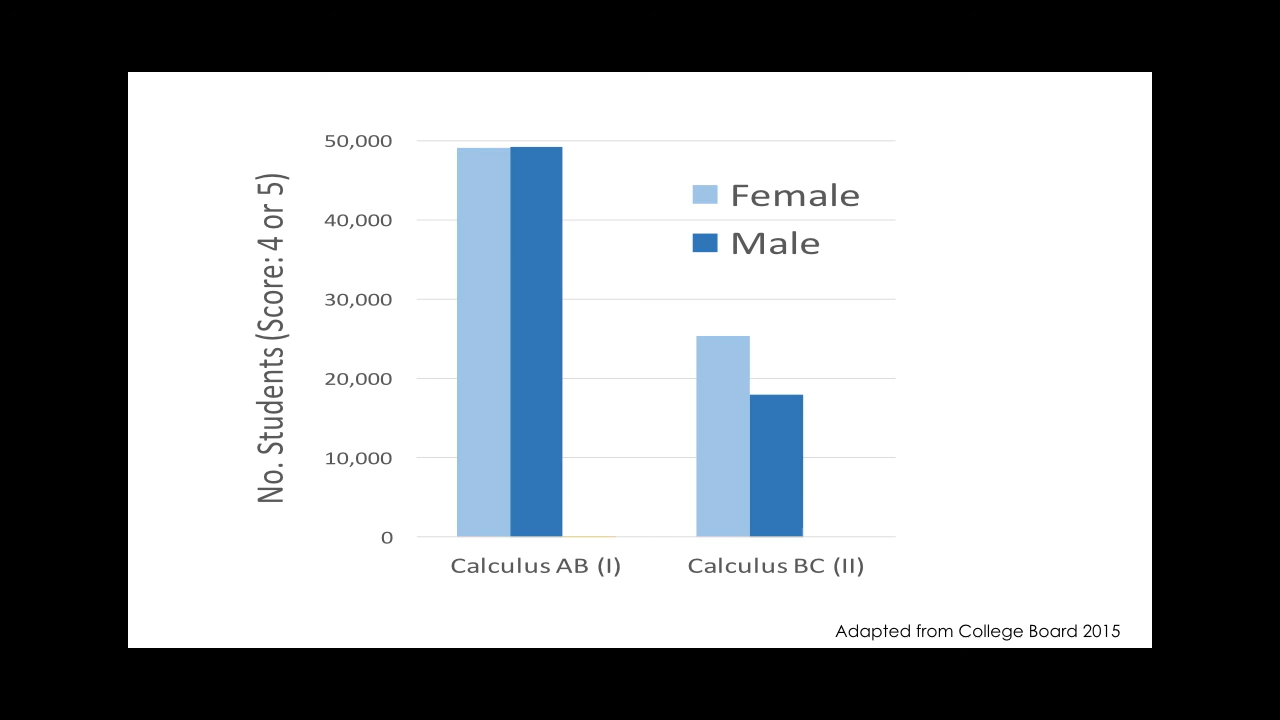 No. Students (Score: 4 or 5)
50,000
40,000
30,000
20,000
10,000
0
Female
Male
Calculus AB (I)
Calculus BC (II)
Adapted from College Board 2015